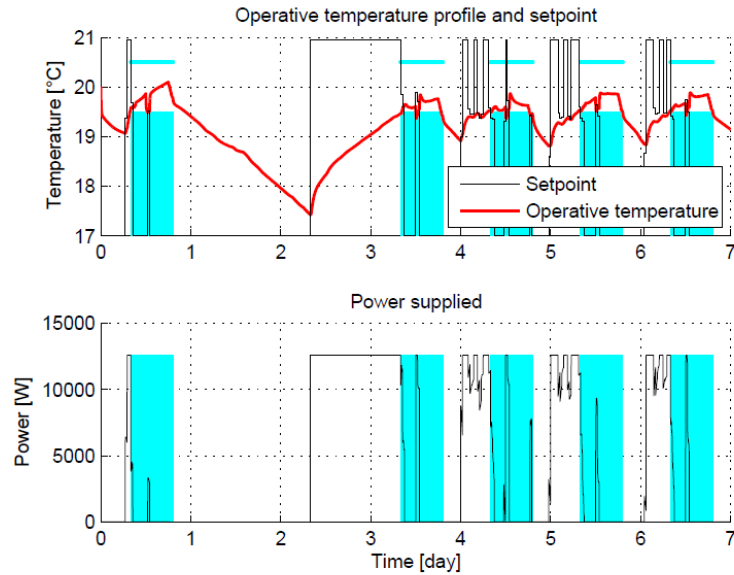 Operative temperature profile and setpoint
21
20
19
18
17
Temperature [°C]
0 1 2 3 4 5 6 7
Setpoint
Operative temperature
Power supplied
15000
10000
5000
0
Power [W]
0 1 2 3 4 5 6 7
Time [day]